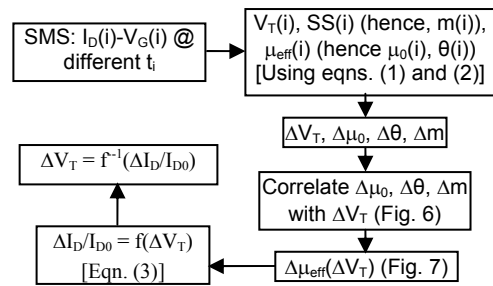 SMS: I_D(i)-V_G(i) @
different t_i
V_T(i), SS(i) (hence, m(i)),
μ_eff(i) (hence μ_0(i), θ(i))
[Using eqns. (1) and (2)]
ΔV_T, Δμ_0, Δθ, Δm
Correlate Δμ_0, Δθ, Δm
with ΔV_T (Fig. 6)
Δμ_eff(ΔV_T) (Fig. 7)
ΔI_D/I_D0 = f(ΔV_T)
[Eqn. (3)]
ΔV_T = f^-1(ΔI_D/I_D0)